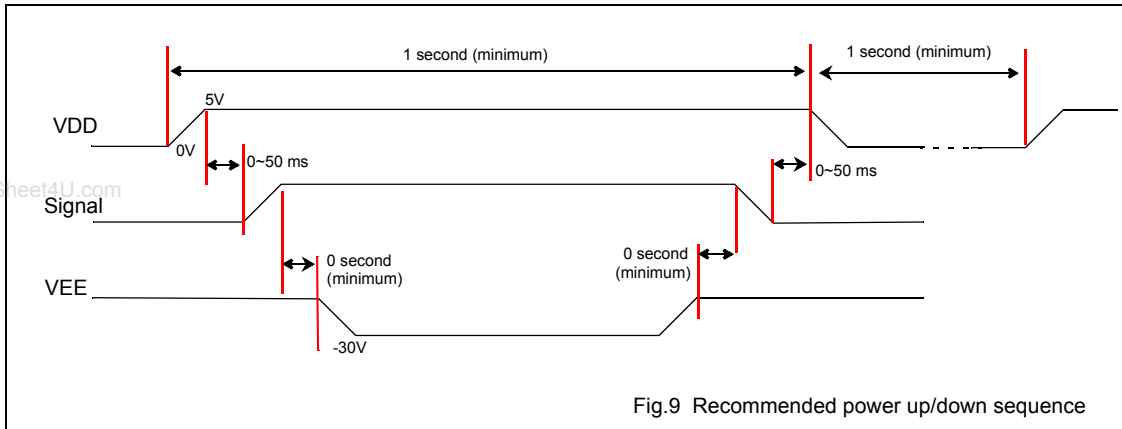 1 second (minimum)
1 second (minimum)
5V
VDD
0V
0~50 ms
0~50 ms
Sheet4U.com
Signal
0 second
(minimum)
0 second
(minimum)
VEE
-30V
Fig.9 Recommended power up/down sequence